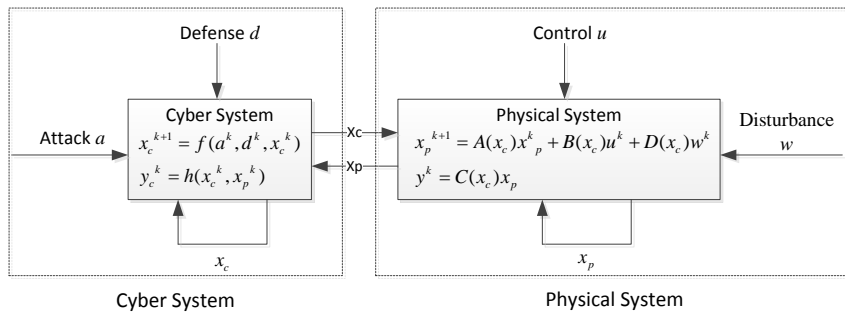 Defense d
Control u
Cyber System
x_c^{k+1} = f(a^k, d^k, x_c^k)
y_c^k = h(x_c^k, x_p^k)
Attack a
Xc
Xp
Physical System
x_p^{k+1} = A(x_c)x^k_p + B(x_c)u^k + D(x_c)w^k
y^k = C(x_c)x_p
Disturbance
w
x_c
x_p
Cyber System
Physical System